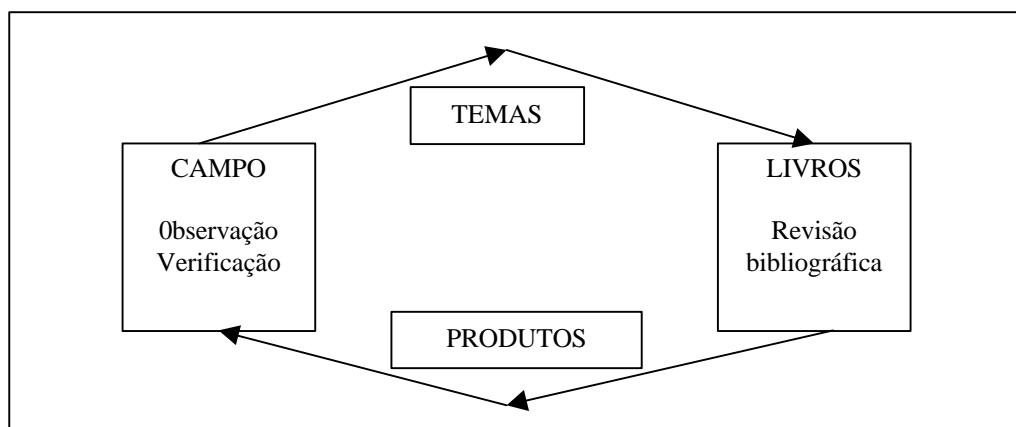 TEMAS
CAMPO
0bservação
Verificação
LIVROS
Revisão
bibliográfica
PRODUTOS